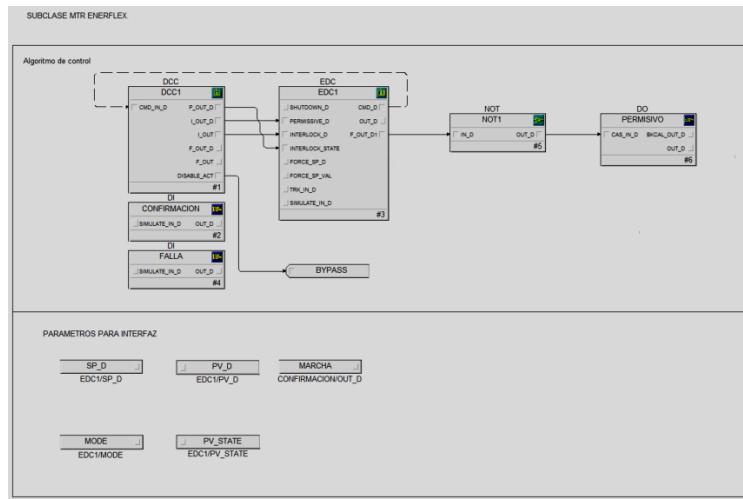 SUBCLASE MTR ENERFLEX.
Algoritmo de control
DCC
DCC1
CMD_IN_D P_OUT_D
I_OUT_D
I_OUT
F_OUT_D
F_OUT
DISABLE_ACT
#1
DI
CONFIRMACION
SIMULATE_IN_D OUT_D
#2
DI
FALLA
SIMULATE_IN_D OUT_D
#4
EDC
EDC1
SHUTDOWN_D CMD_D
PERMISSIVE_D OUT_D
INTERLOCK_D F_OUT_D1
INTERLOCK_STATE
FORCE_SP_D
FORCE_SP_VAL
TRK_IN_D
SIMULATE_IN_D
#3
BYPASS
NOT
NOT1
IN_D OUT_D
#5
DO
PERMISIVO
CAS_IN_D BKCAL_OUT_D
OUT_D
#6
PARAMETROS PARA INTERFAZ
SP_D
EDC1/SP_D
PV_D
EDC1/PV_D
MARCHA
CONFIRMACION/OUT_D
MODE
EDC1/MODE
PV_STATE
EDC1/PV_STATE